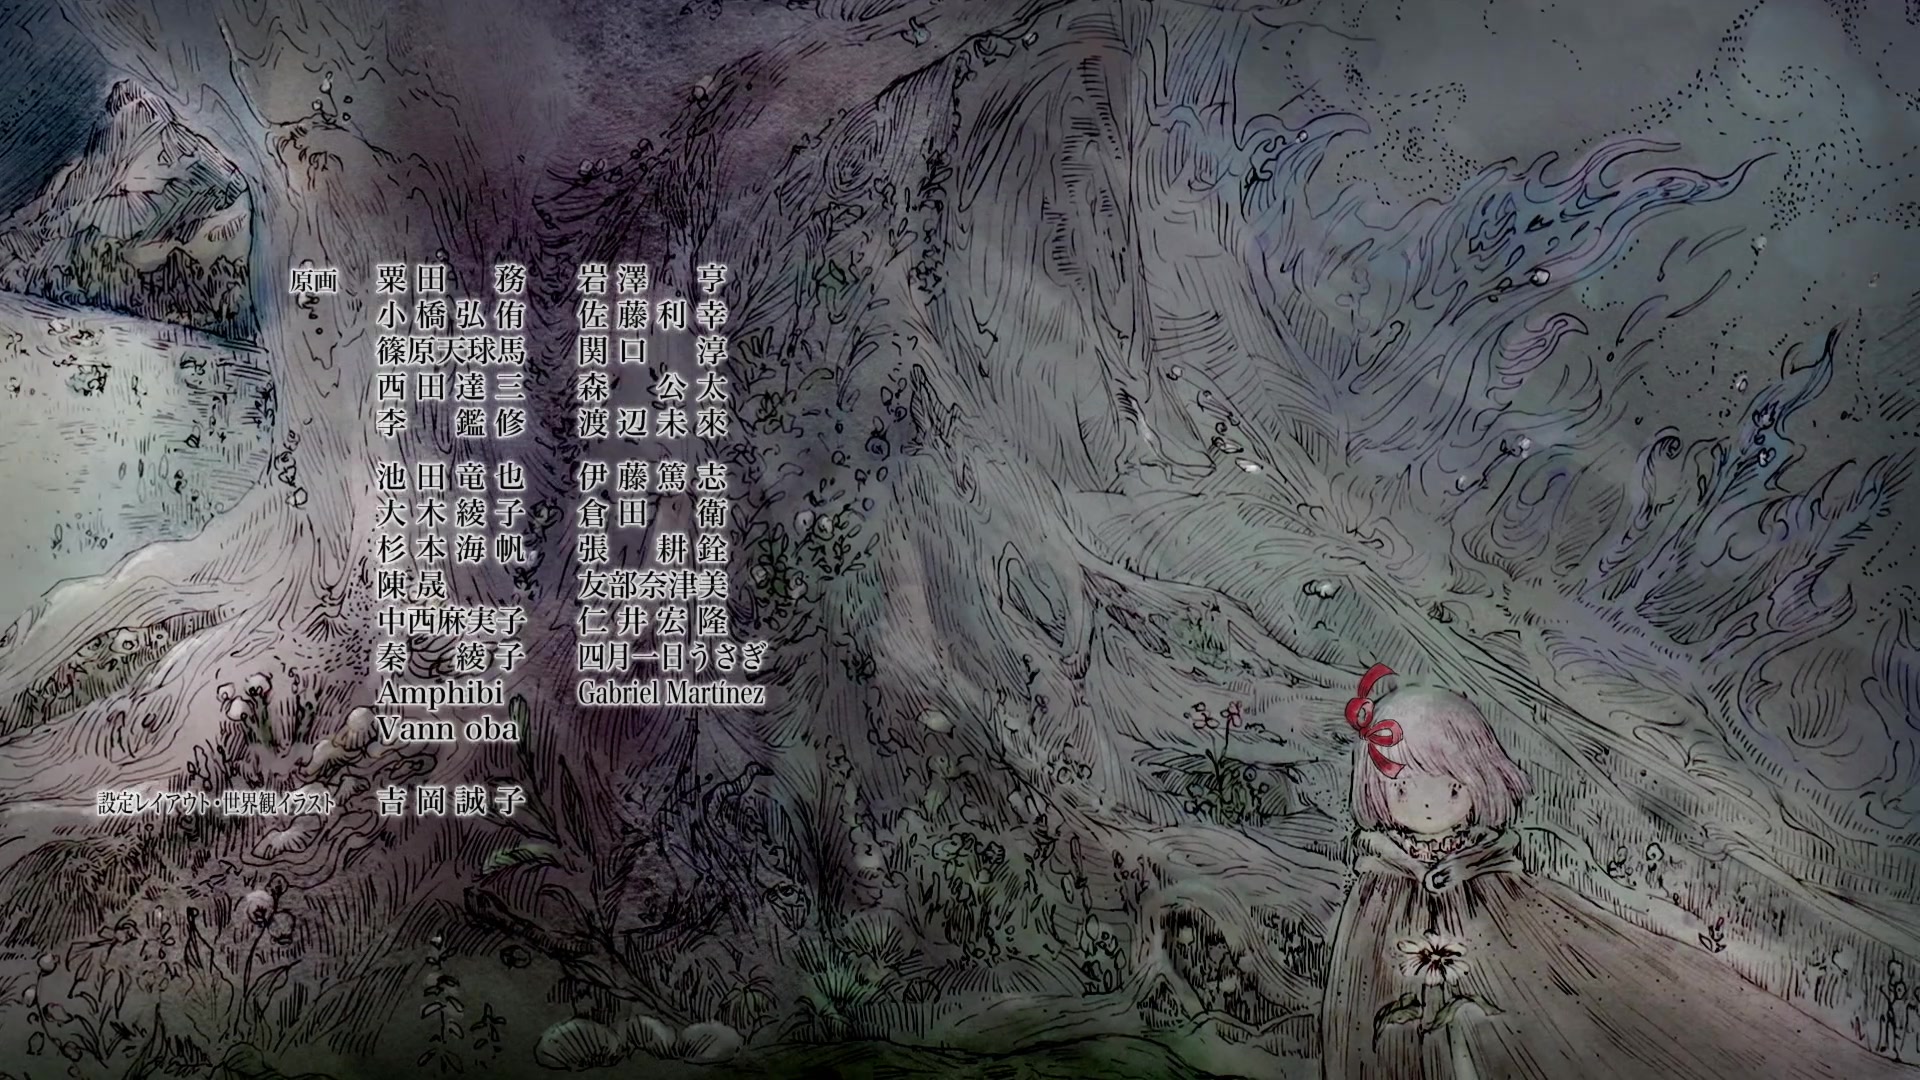 原画 粟田 務 岩澤 亨
小橋弘侑 佐藤利幸
篠原天球馬 関口 淳
西田達三 森 公太
李 鑑修 渡辺未來
池田竜也 伊藤篤志
大木綾子 倉田 衛
杉本海帆 張 耕銓
陳晟 友部奈津美
中西麻実子 仁井宏隆
秦 綾子 四月一日うさぎ
Amphibi Gabriel Martínez
Vann oba
設定レイアウト・世界観イラスト 吉岡誠子